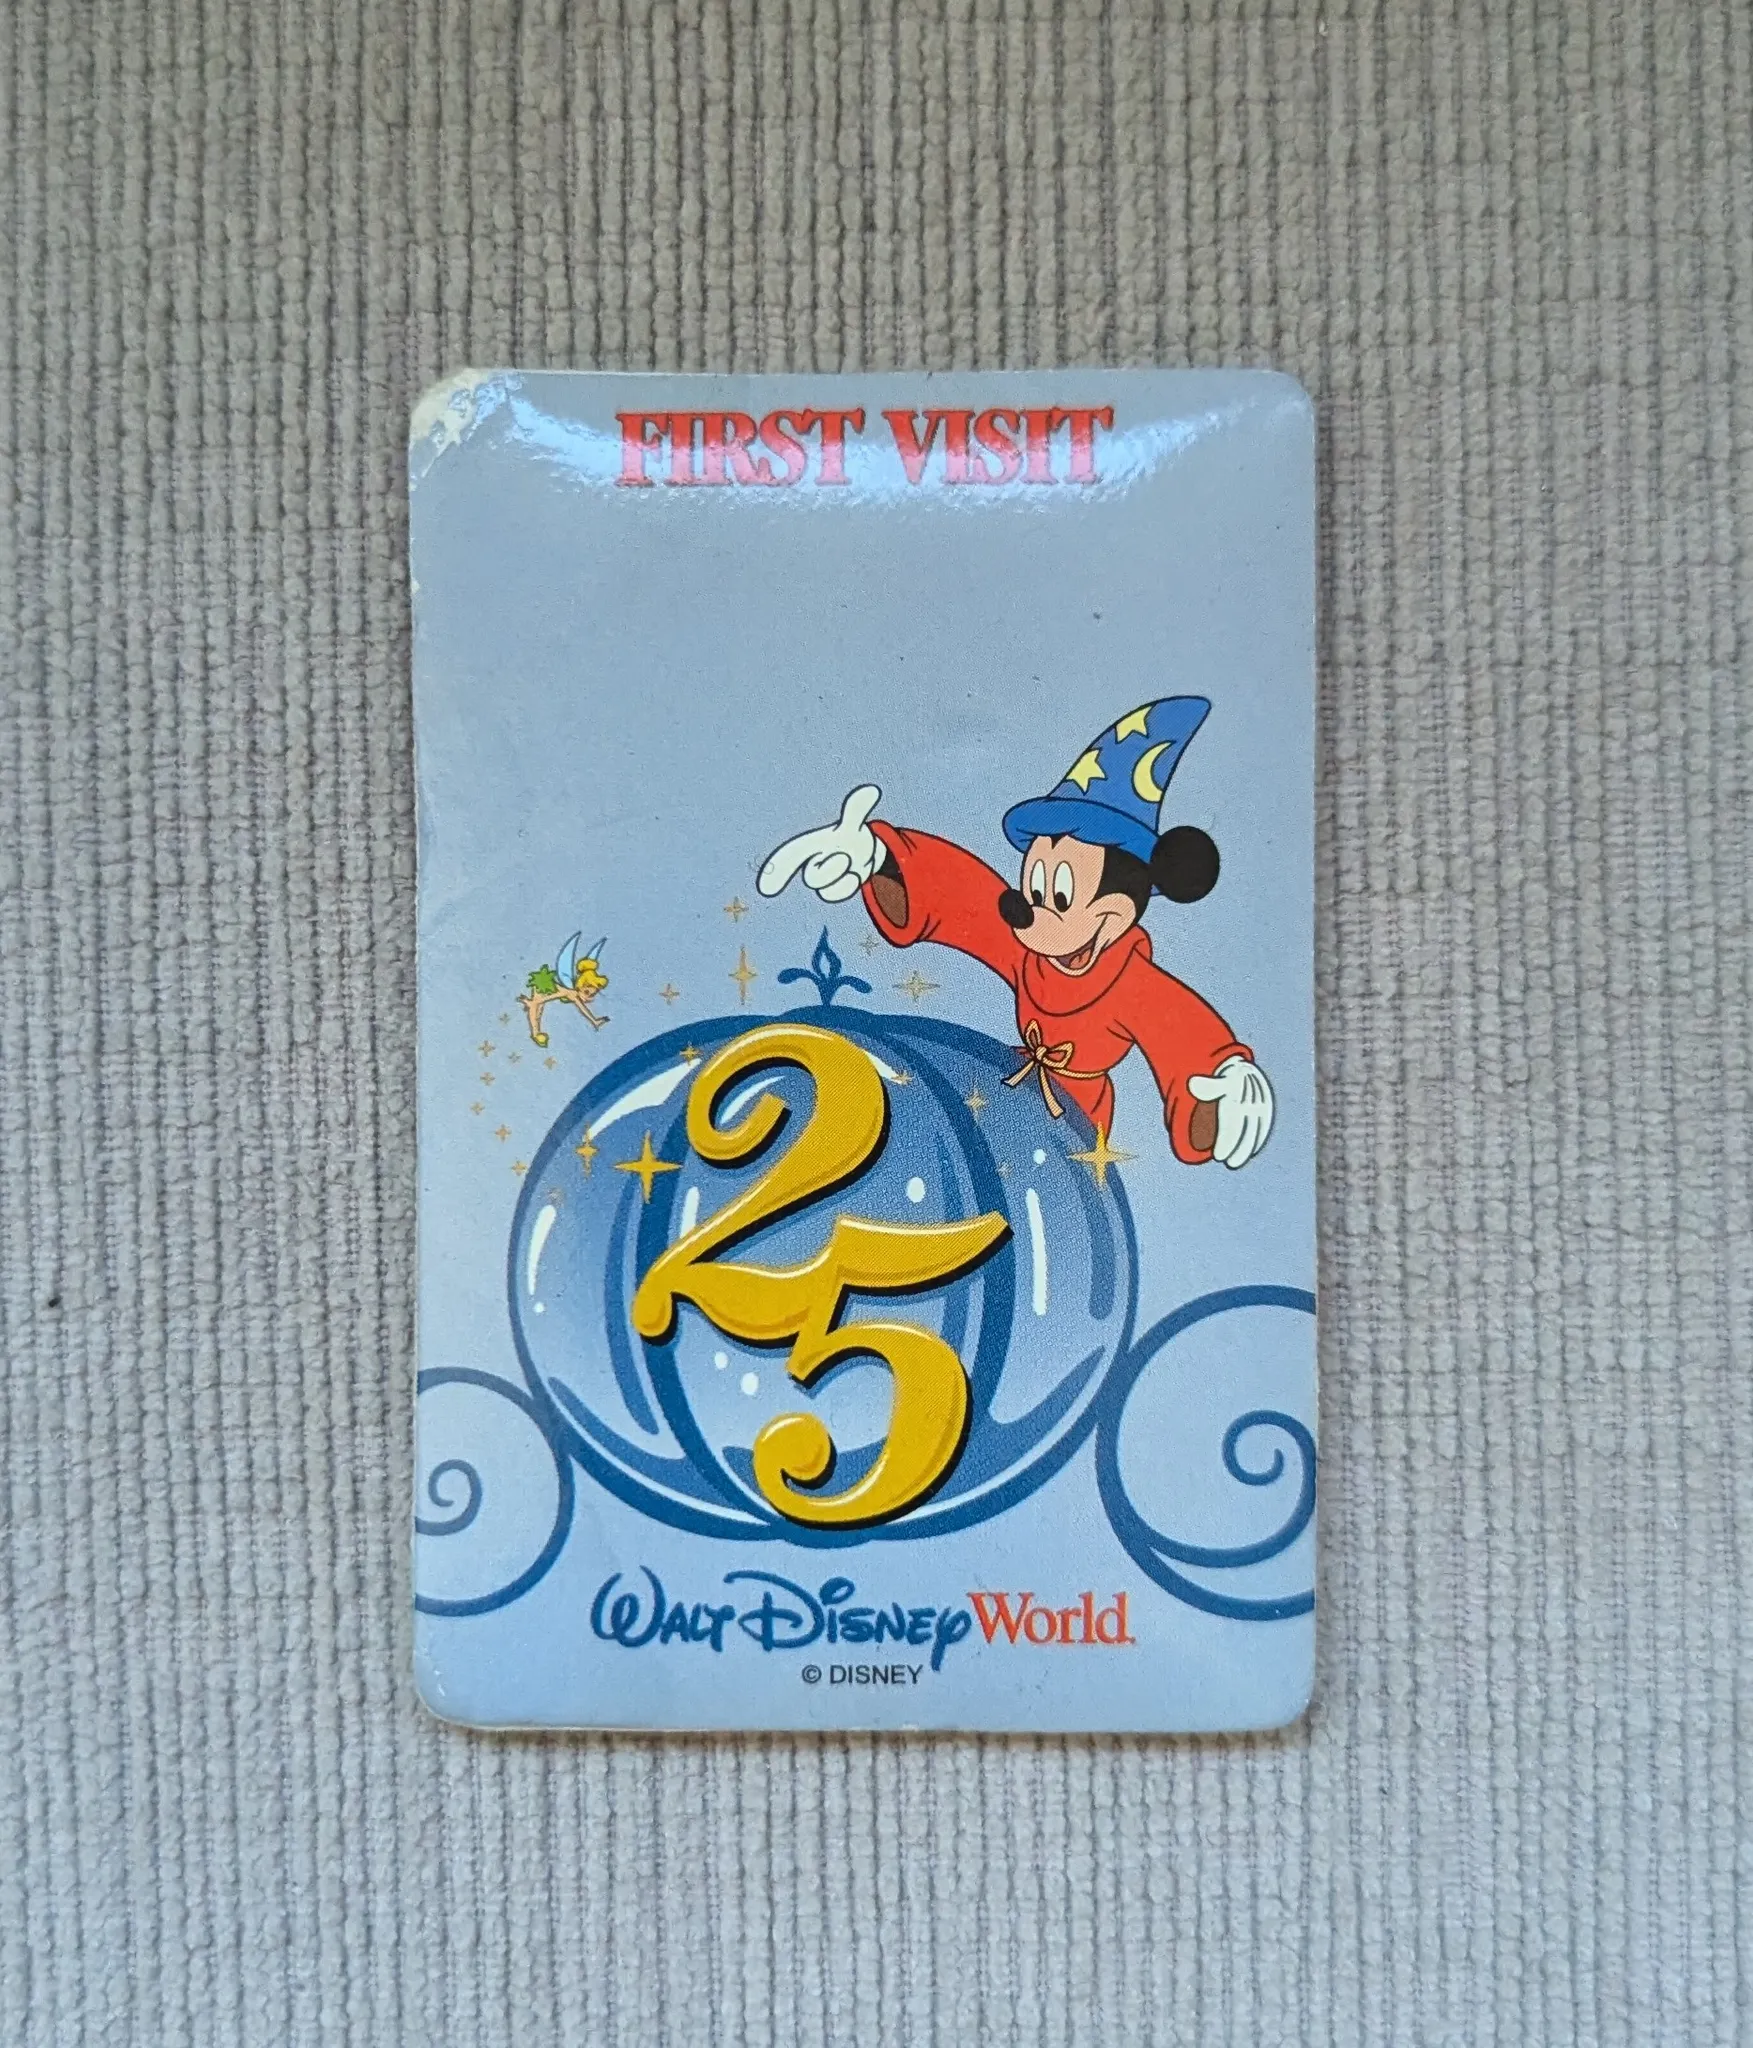 FIRST VISIT
25
WALT DISNEY World.
© DISNEY